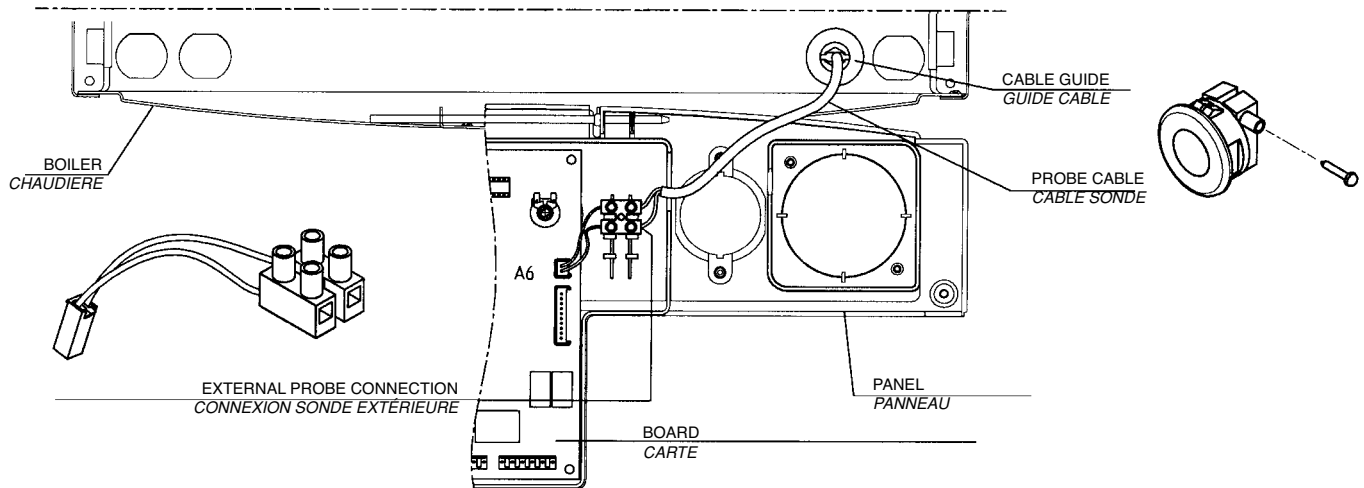 CABLE GUIDE
GUIDE CABLE
BOILER
CHAUDIERE
PROBE CABLE
CABLE SONDE
A6
EXTERNAL PROBE CONNECTION
CONNEXION SONDE EXTÉRIEURE
PANEL
PANNEAU
BOARD
CARTE